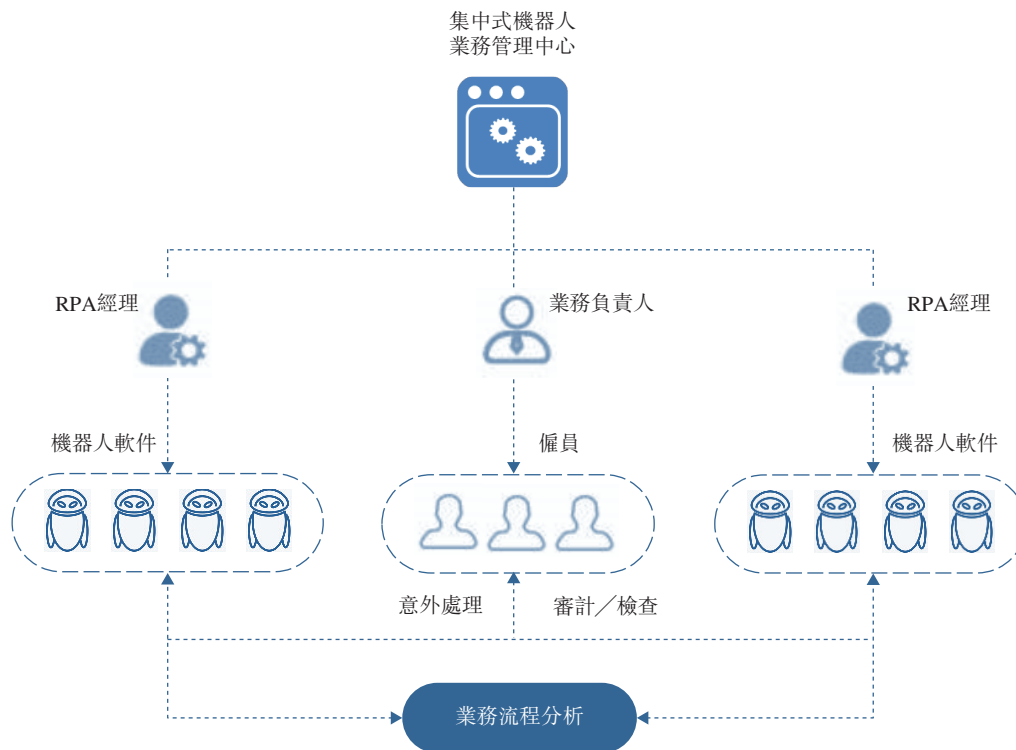 集中式機器人
業務管理中心
RPA經理
業務負責人
RPA經理
機器人軟件
僱員
機器人軟件
意外處理
審計／檢查
業務流程分析